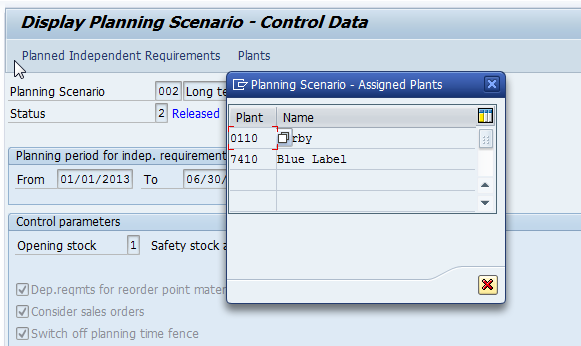 Display Planning Scenario - Control Data
Planned Independent Requirements Plants
Planning Scenario 002 Long te
Status 2 Released
Planning period for indep. requirement
From 01/01/2013 To 06/30/
Control parameters
Opening stock 1 Safety stock a
Dep.reqmts for reorder point mater
Consider sales orders
Switch off planning time fence
Planning Scenario - Assigned Plants
Plant Name
0110 rby
7410 Blue Label